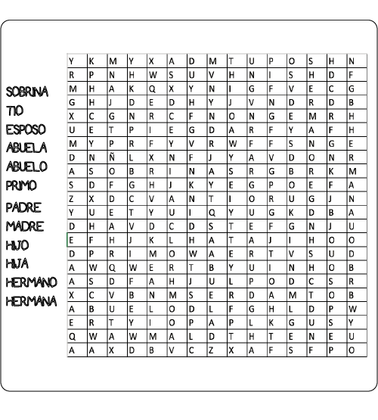 SOBRINA
TIO
ESPOSO
ABUELA
ABUELO
PRIMO
PADRE
MADRE
HIJO
HIJA
HERMANO
HERMANA
Y K M Y X A D M T U P O S H N
R P N H W S U V H N I S H D F
M H A K Q X Y N I G F V E C G
G H J D E D H Y J V N D R D B
X C G N R C F N O N G E M R H
U E T P I E G D A R F Y A F H
M Y P R F Y V R W F F S N G E
D N Ñ L X N F J Y A V D O N R
A S O B R I N A S R G B R K M
S D F G H J K Y E G P O E F A
Z X D C V A N T I O R U G J N
Y U E T Y U I Q Y U G K D B A
D H A V D C D S T E F G N J U
E F H J K L H A T A J I H O O
D P R I M O W A E R T V S U D
A W Q W E R T B Y U I N H O B
A S D F A H J U L P O D C S R
X C V B N M S E R D A M T O B
A B U E L O D L F G H L D P W
E R T Y I O P A P L K G U S Y
Q W A W M A L D T H T E N E U
A A X D B V C Z X A F S F P O